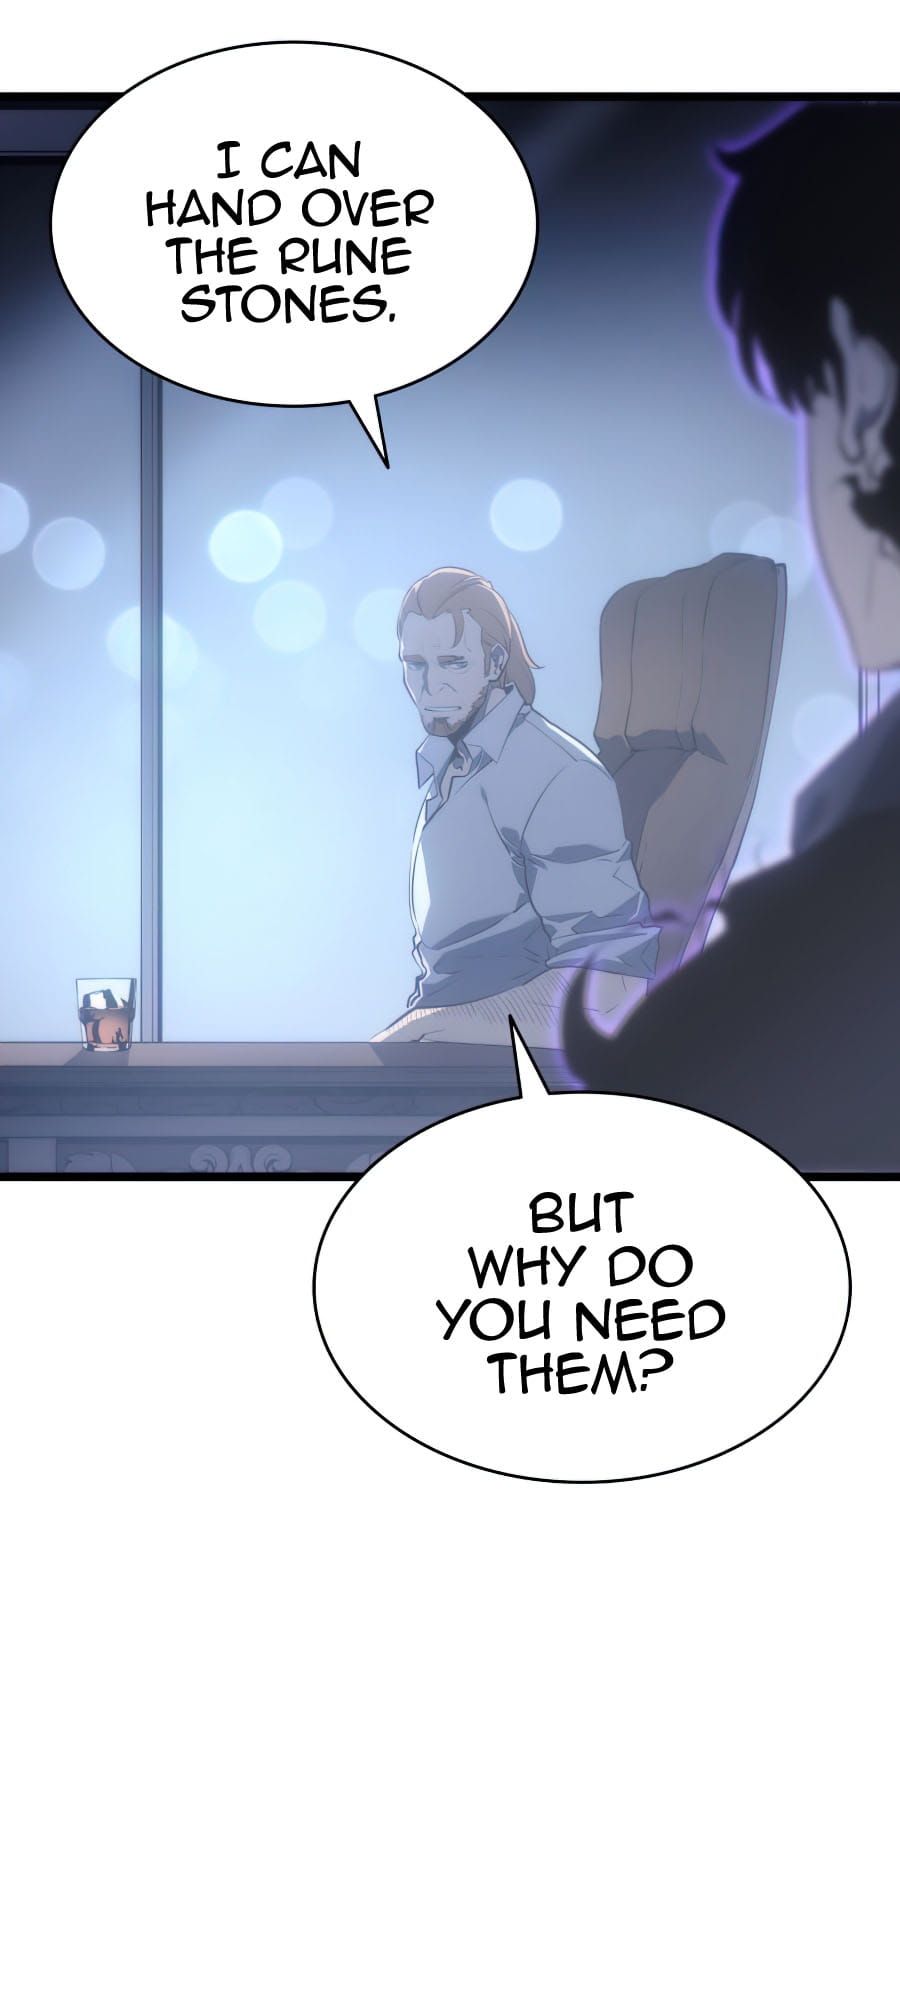 I CAN
HAND OVER
THE RUNE
STONES.
BUT
WHY DO
YOU NEED
THEM?